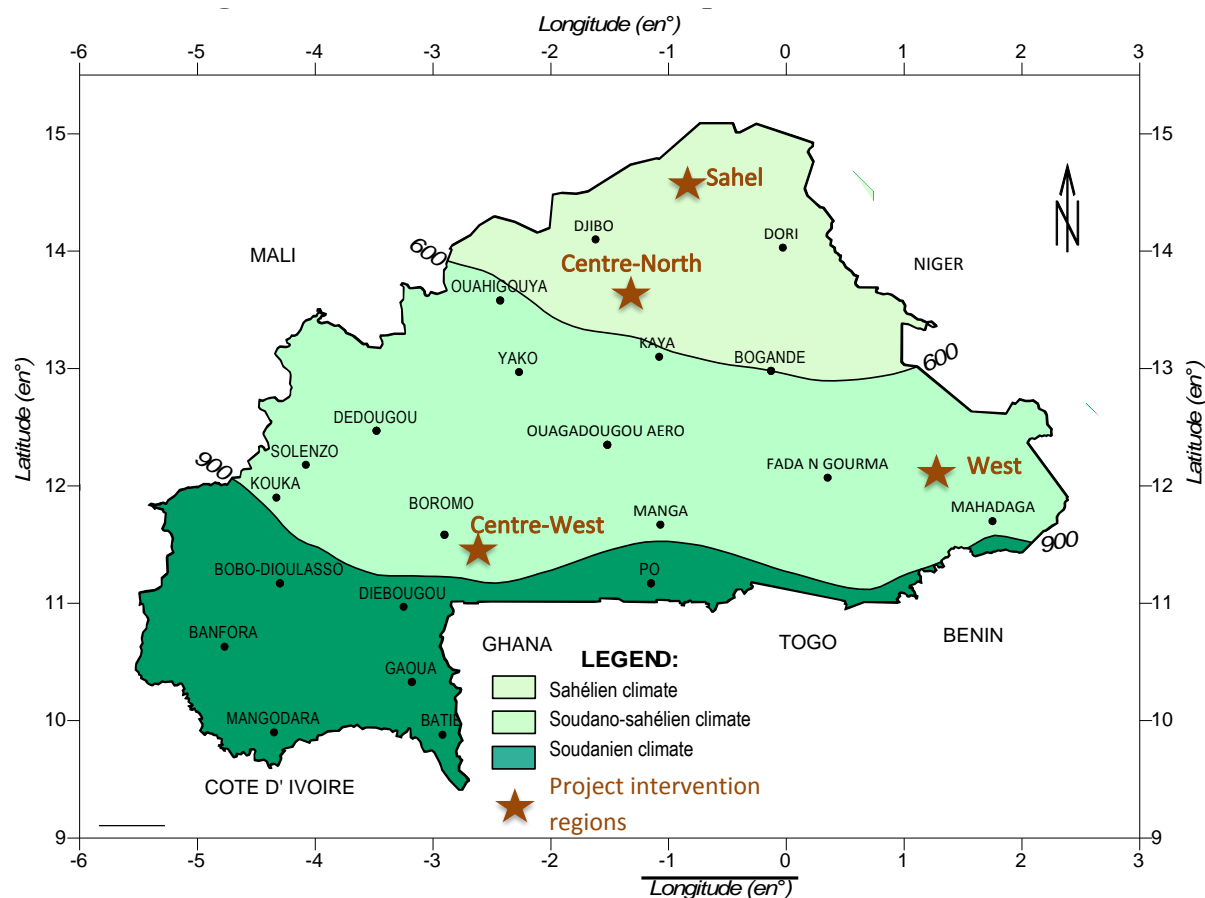 Longitude (en°)
-6 -5 -4 -3 -2 -1 0 1 2 3
15 15
Sahel
DJIBO
DORI
14 14
MALI
600
Centre-North
NIGER
N
OUAHIGOUYA
KAYA
YAKO
BOGANDE
600
13 13
Latitude (en°)
Latitude (en°)
DEDOUGOU
OUAGADOUGOU AERO
SOLENZO
FADA N GOURMA
West
900
KOUKA
12 12
BOROMO
Centre-West
MANGA
MAHADAGA
900
BOBO-DIOULASSO
PO
DIEBOUGOU
11 11
BANFORA
GHANA
TOGO
BENIN
LEGEND:
GAOUA
Sahélien climate
MANGODARA
BATIE
Soudano-sahélien climate
10 10
Soudanien climate
COTE D' IVOIRE
Project intervention
regions
9 9
-6 -5 -4 -3 -2 -1 0 1 2 3
Longitude (en°)